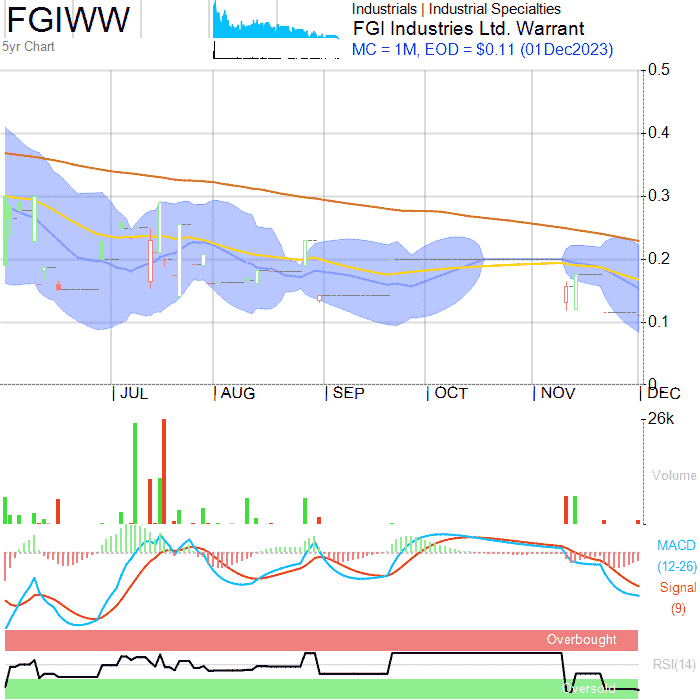 FGIWW
5yr Chart
Industrials | Industrial Specialties
FGI Industries Ltd. Warrant
MC = 1M, EOD = $0.11 (01Dec2023)
0.5
0.4
0.3
0.2
0.1
0
JUL AUG SEP OCT NOV DEC
26k
Volume
MACD
(12-26)
Signal
(9)
Overbought
RSI(14)
Oversold